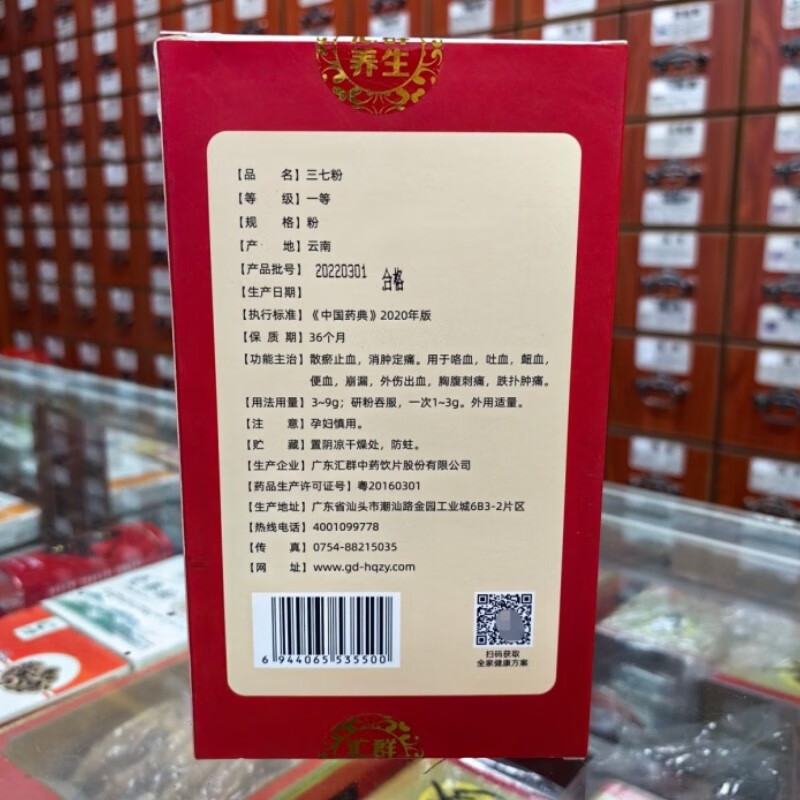 养生
【品 名】三七粉
【等 级】一等
【规 格】粉
【产 地】云南
【产品批号】 20220301 合格
【生产日期】
【执行标准】《中国药典》2020年版
【保 质 期】36个月
【功能主治】散瘀止血，消肿定痛。用于咯血，吐血，衄血，
便血，崩漏，外伤出血，胸腹刺痛，跌扑肿痛。
【用法用量】3~9g；研粉吞服，一次1~3g。外用适量。
【注 意】孕妇慎用。
【贮 藏】置阴凉干燥处，防蛀。
【生产企业】广东汇群中药饮片股份有限公司
【药品生产许可证号】粤20160301
【生产地址】广东省汕头市潮汕路金园工业城6B3-2片区
【热线电话】4001099778
【传 真】0754-88215035
【网 址】www.gd-hqzy.com
6 944065 535500
扫码获取
全家健康方案
汇群